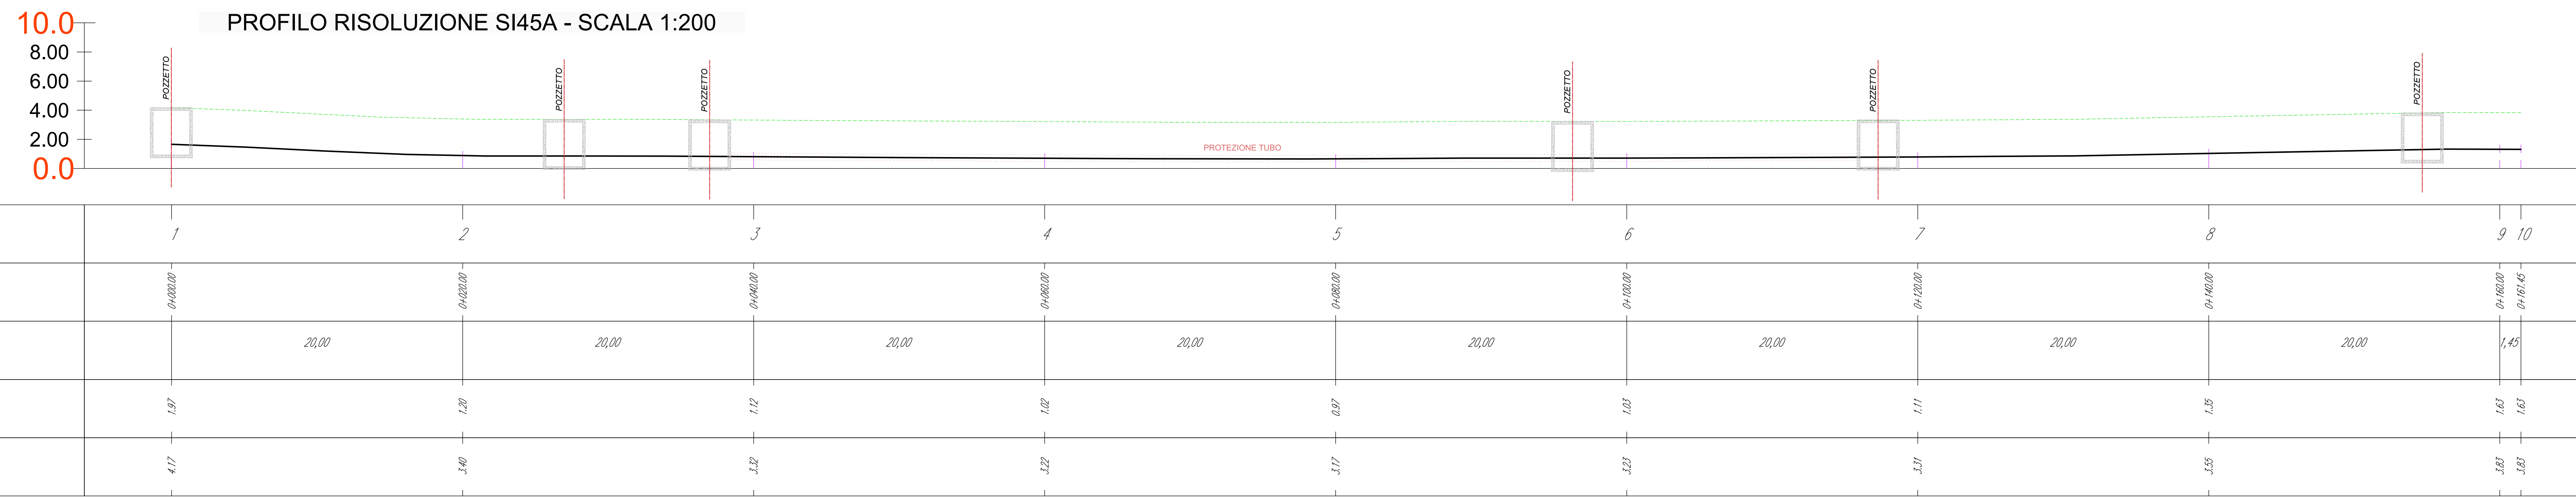 PROFILO RISOLUZIONE SI45A - SCALA 1:200
10.0
8.00
6.00
4.00
2.00
0.0
POZZETTO
POZZETTO
POZZETTO
POZZETTO
POZZETTO
POZZETTO
PROTEZIONE TUBO
1 2 3 4 5 6 7 8 9 10
0+000.00 0+020.00 0+040.00 0+060.00 0+080.00 0+100.00 0+120.00 0+140.00 0+160.00 0+161.45
20,00 20,00 20,00 20,00 20,00 20,00 20,00 20,00 1,45
1.97 1.20 1.12 1.02 0.97 1.03 1.11 1.35 1.63 1.63
4.17 3.40 3.32 3.22 3.17 3.23 3.31 3.55 3.83 3.83